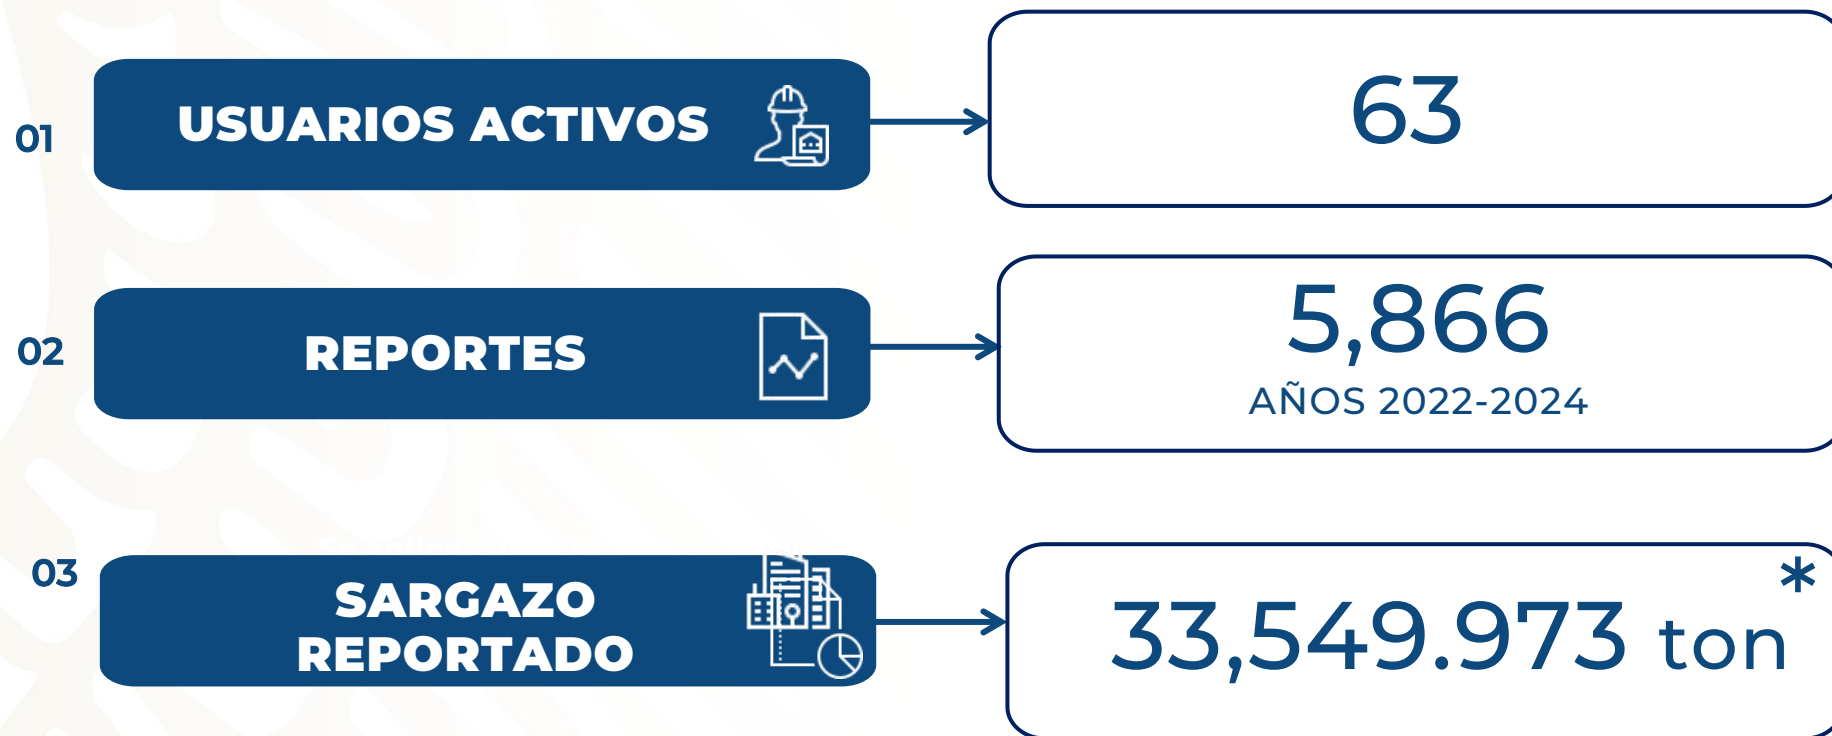 01
USUARIOS ACTIVOS
63
02
REPORTES
5,866
AÑOS 2022-2024
03
SARGAZO
REPORTADO
33,549.973 ton*